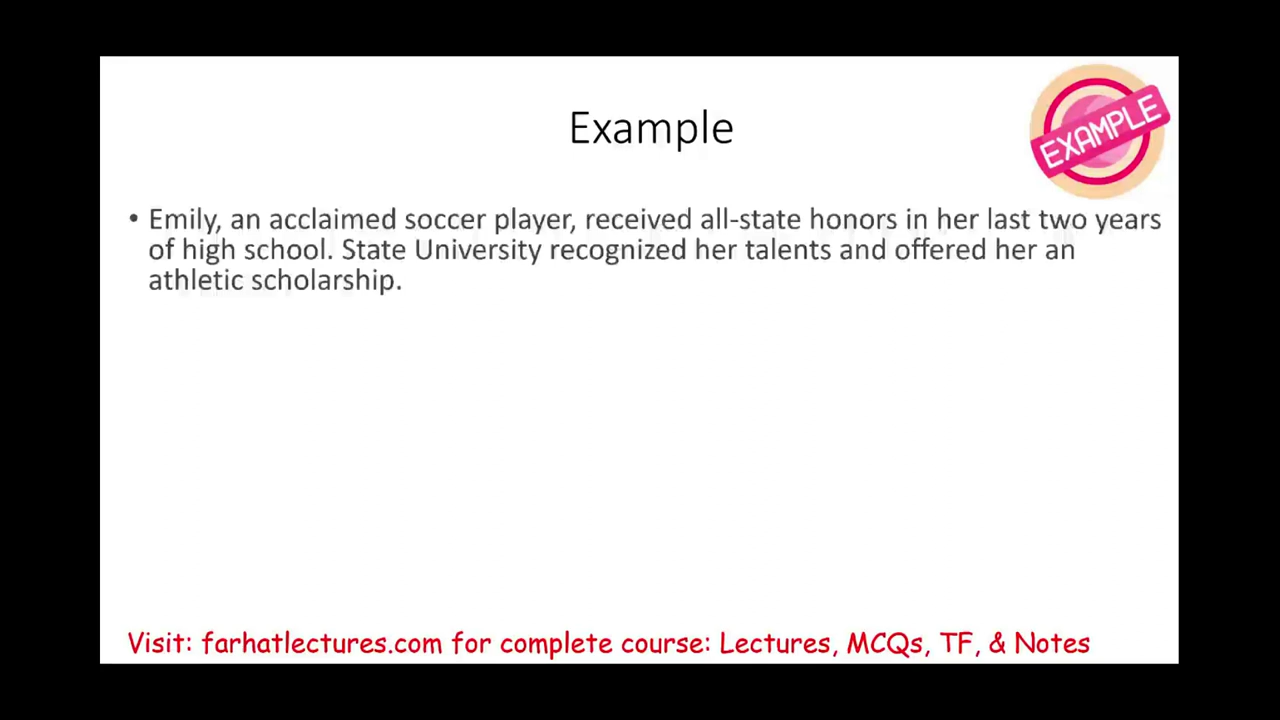 Example
EXAMPLE
• Emily, an acclaimed soccer player, received all-state honors in her last two years
of high school. State University recognized her talents and offered her an
athletic scholarship.
Visit: farhatlectures.com for complete course: Lectures, MCQs, TF, & Notes